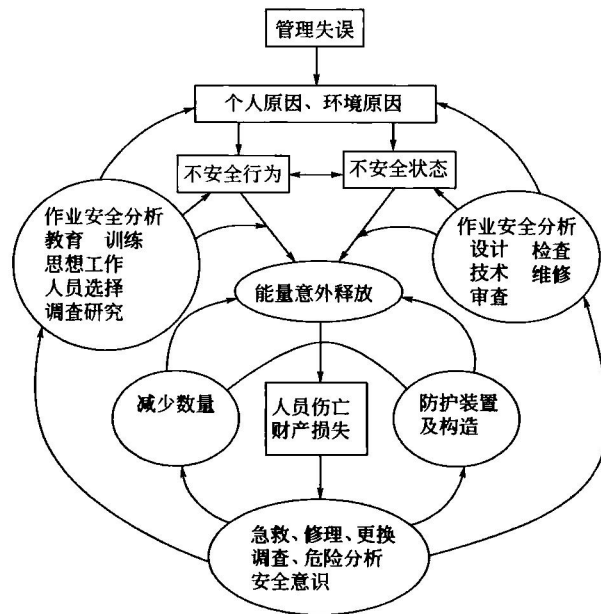 管理失误
个人原因、环境原因
不安全行为
不安全状态
作业安全分析
教育 训练
思想工作
人员选择
调查研究
作业安全分析
设计 检查
技术 维修
审查
能量意外释放
减少数量
人员伤亡
财产损失
防护装置
及构造
急救、修理、更换
调查、危险分析
安全意识